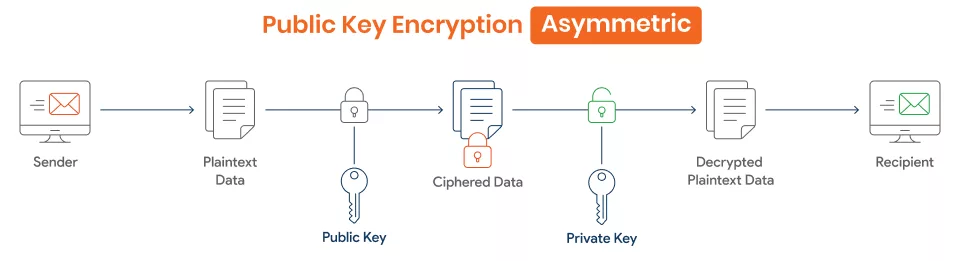 Public Key Encryption Asymmetric
Sender
Plaintext
Data
Ciphered Data
Decrypted
Plaintext Data
Recipient
Public Key
Private Key